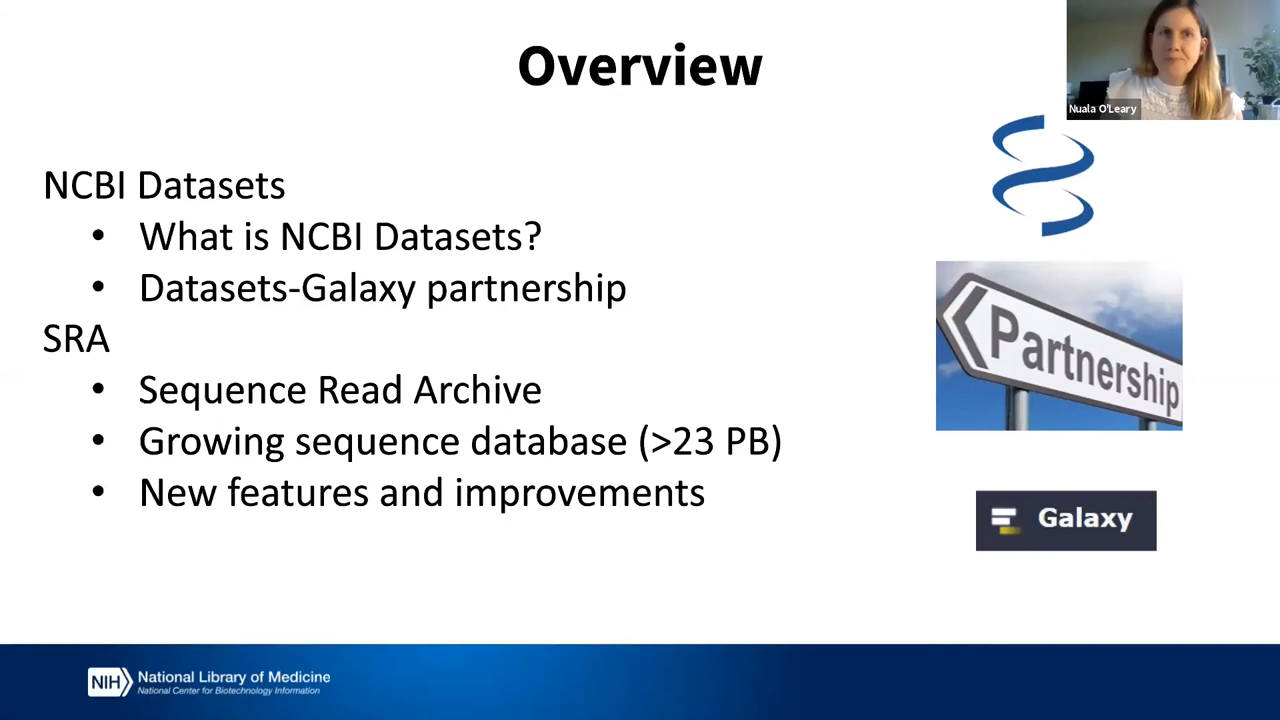 Overview
Nuala O'Leary
NCBI Datasets
• What is NCBI Datasets?
• Datasets-Galaxy partnership
SRA
• Sequence Read Archive
• Growing sequence database (>23 PB)
• New features and improvements
Partnership
Galaxy
NIH National Library of Medicine
National Center for Biotechnology Information